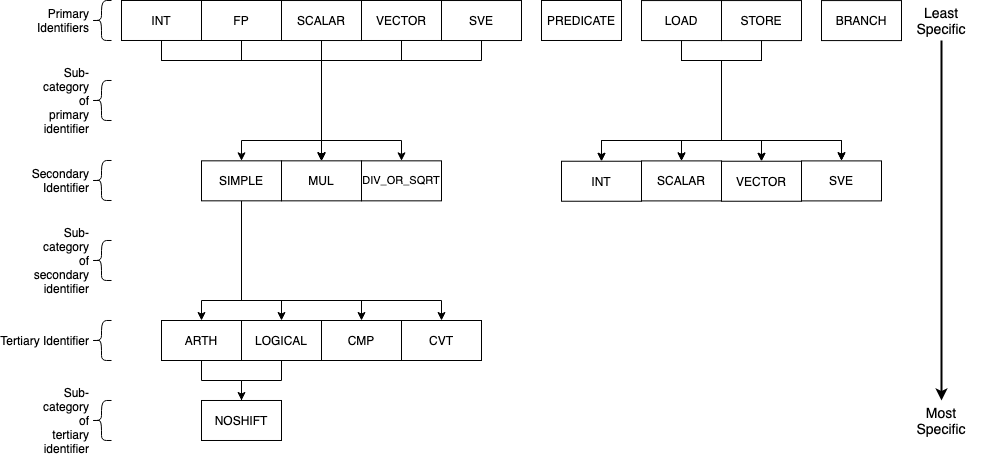 Primary
Identifiers
INT
FP
SCALAR
VECTOR
SVE
PREDICATE
LOAD
STORE
BRANCH
Least
Specific
Sub-
category
of
primary
identifier
Secondary
Identifier
SIMPLE
MUL
DIV_OR_SQRT
INT
SCALAR
VECTOR
SVE
Sub-
category
of
secondary
identifier
Tertiary Identifier
ARTH
LOGICAL
CMP
CVT
Sub-
category
of
tertiary
identifier
NOSHIFT
Most
Specific